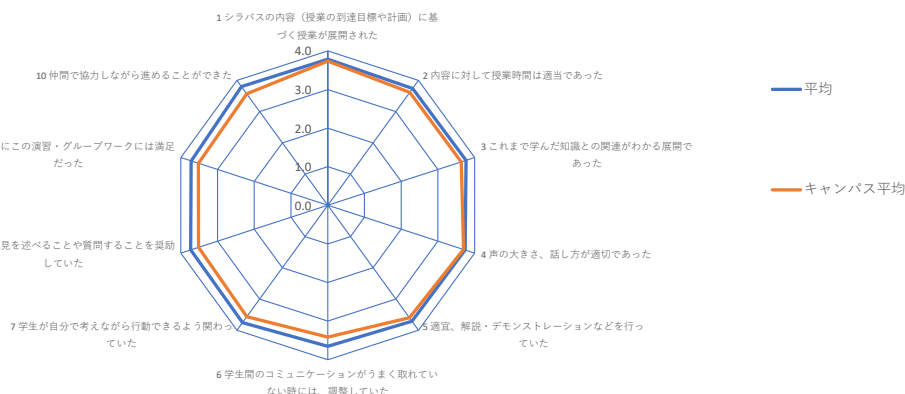 1 シラバスの内容（授業の到達目標や計画）に基
づく授業が展開された
4.0
3.0
2.0
1.0
0.0
2 内容に対して授業時間は適当であった
3 これまで学んだ知識との関連がわかる展開で
あった
4 声の大きさ、話し方が適切であった
5 適宜、解説・デモンストレーションなどを行っ
ていた
6 学生間のコミュニケーションがうまく取れてい
ない時には、調整していた
7 学生が自分で考えながら行動できるよう関わっ
ていた
見を述べることや質問することを奨励
していた
にこの演習・グループワークには満足
だった
10 仲間で協力しながら進めることができた
平均
キャンパス平均